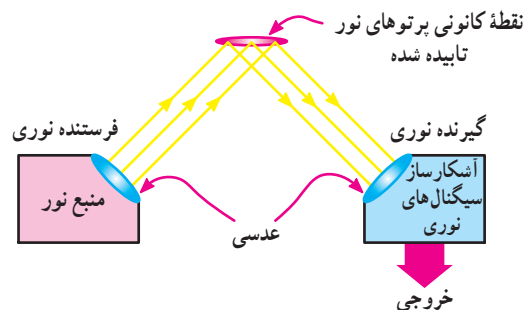 نقطهٔ کانونی پرتوهای نور
تابیده شده
گیرنده نوری
فرستنده نوری
آشکارساز
سیگنال‌های
نوری
منبع نور
عدسی
خروجی